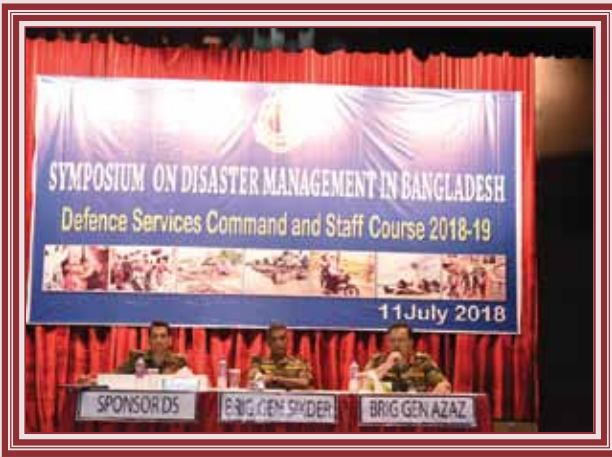 SYMPOSIUM ON DISASTER MANAGEMENT IN BANGLADESH
Defence Services Command and Staff Course 2018-19
11July 2018
SPONSOR DS
BRIG GEN SIKDER
BRIG GEN AZAZ